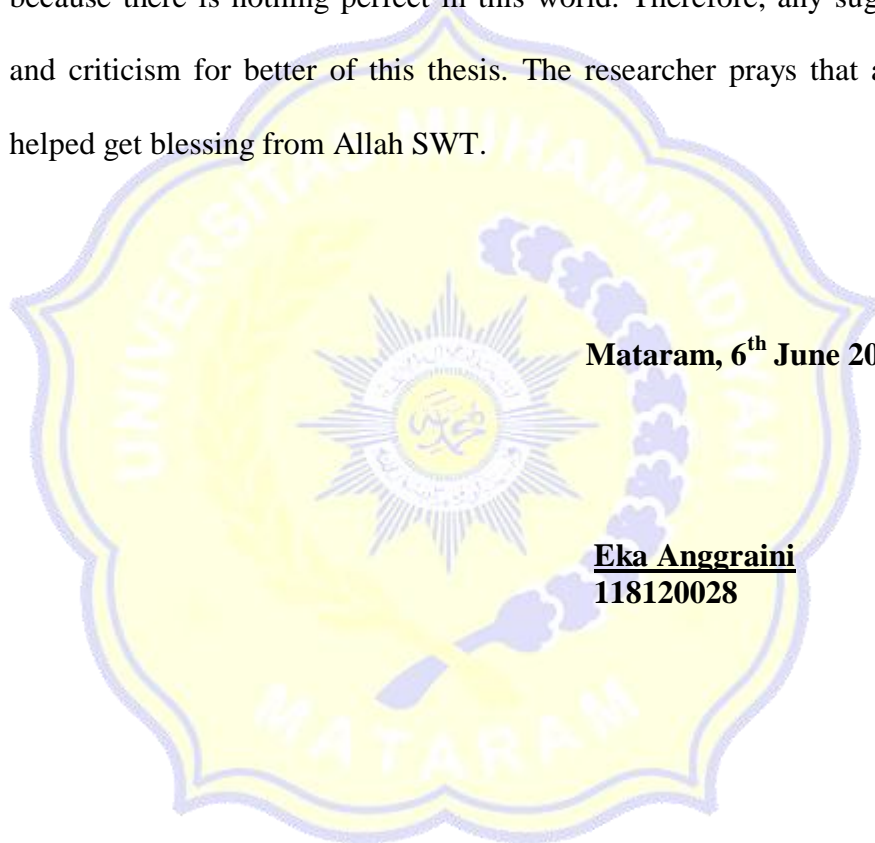 because there is nothing perfect in this world. Therefore, any sug
and criticism for better of this thesis. The researcher prays that a
helped get blessing from Allah SWT.
UNIVERSITAS MUHAMMADIYAH
Mataram, 6th June 20
محمد
Eka Anggraini
118120028
MATARAM